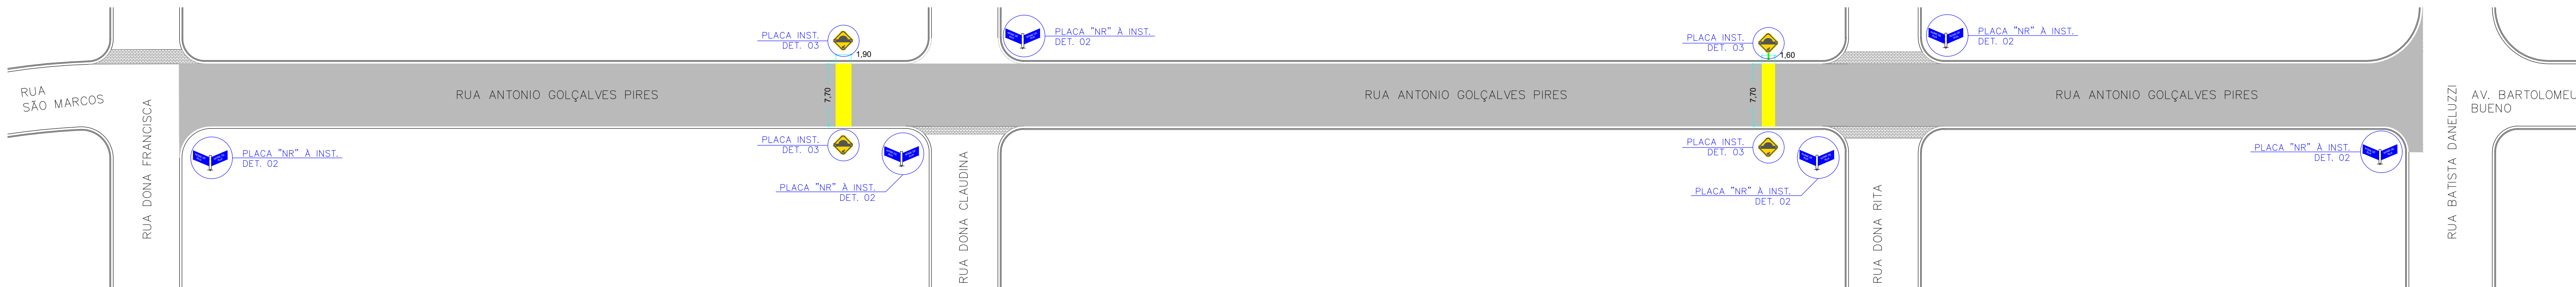 RUA
SÃO MARCOS
RUA DONA FRANCISCA
RUA ANTONIO GOLÇALVES PIRES
PLACA "NR" À INST.
DET. 02
PLACA INST.
DET. 03
1,90
7,70
PLACA INST.
DET. 03
PLACA "NR" À INST.
DET. 02
RUA DONA CLAUDINA
PLACA "NR" À INST.
DET. 02
RUA ANTONIO GOLÇALVES PIRES
PLACA INST.
DET. 03
1,60
7,70
PLACA INST.
DET. 03
PLACA "NR" À INST.
DET. 02
RUA DONA RITA
PLACA "NR" À INST.
DET. 02
RUA ANTONIO GOLÇALVES PIRES
PLACA "NR" À INST.
DET. 02
RUA BATISTA DANELUZZI
AV. BARTOLOMEU
BUENO